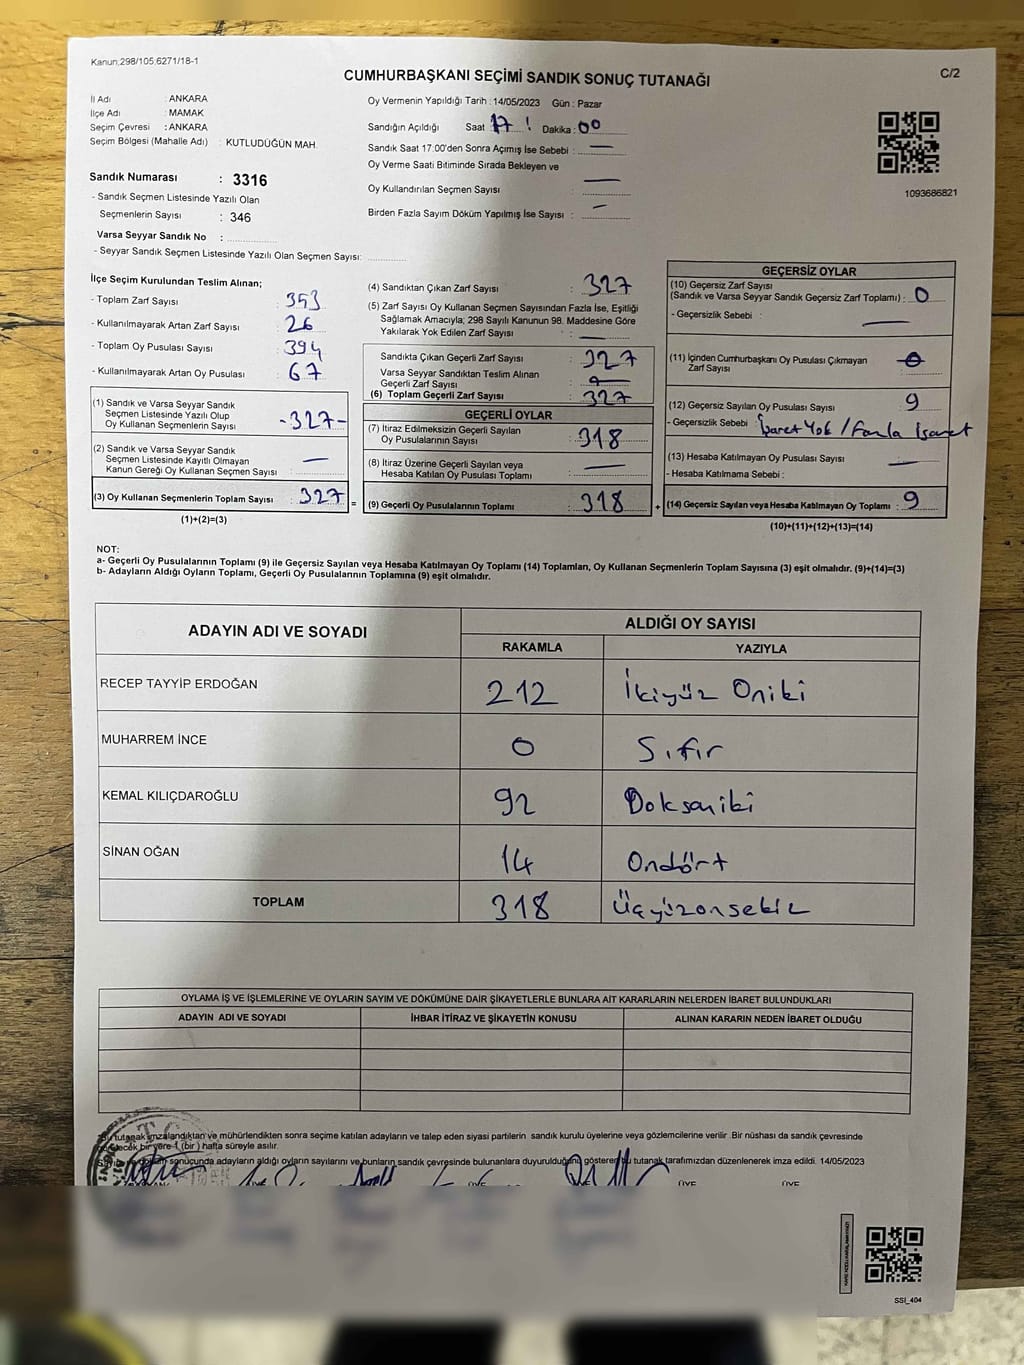 Kanun;298/105,6271/18-1
C/2
CUMHURBAŞKANI SEÇİMİ SANDIK SONUÇ TUTANAĞI
İl Adı : ANKARA
İlçe Adı : MAMAK
Seçim Çevresi : ANKARA
Seçim Bölgesi (Mahalle Adı) : KUTLUDÜĞÜN MAH.
Sandık Numarası : 3316
- Sandık Seçmen Listesinde Yazılı Olan
Seçmenlerin Sayısı : 346
Varsa Seyyar Sandık No :
- Seyyar Sandık Seçmen Listesinde Yazılı Olan Seçmen Sayısı:
Oy Vermenin Yapıldığı Tarih : 14/05/2023 Gün : Pazar
Sandığın Açıldığı Saat 17 : Dakika : 00
Sandık Saat 17:00'den Sonra Açımış İse Sebebi : —
Oy Verme Saati Bitiminde Sırada Bekleyen ve
Oy Kullandırılan Seçmen Sayısı : —
Birden Fazla Sayım Döküm Yapılmış İse Sayısı : —
1093686821
İlçe Seçim Kurulundan Teslim Alınan;
- Toplam Zarf Sayısı : 353
- Kullanılmayarak Artan Zarf Sayısı : 26
- Toplam Oy Pusulası Sayısı : 394
- Kullanılmayarak Artan Oy Pusulası : 67
(1) Sandık ve Varsa Seyyar Sandık
Seçmen Listesinde Yazılı Olup
Oy Kullanan Seçmenlerin Sayısı : -327-
(2) Sandık ve Varsa Seyyar Sandık
Seçmen Listesinde Kayıtlı Olmayan
Kanun Gereği Oy Kullanan Seçmen Sayısı : —
(3) Oy Kullanan Seçmenlerin Toplam Sayısı : 327
(1)+(2)=(3)
=
(4) Sandıktan Çıkan Zarf Sayısı : 327
(5) Zarf Sayısı Oy Kullanan Seçmen Sayısından Fazla İse, Eşitliği
Sağlamak Amacıyla; 298 Sayılı Kanunun 98. Maddesine Göre
Yakılarak Yok Edilen Zarf Sayısı : —
Sandıkta Çıkan Geçerli Zarf Sayısı : 327
Varsa Seyyar Sandıktan Teslim Alınan
Geçerli Zarf Sayısı :
(6) Toplam Geçerli Zarf Sayısı : 327
GEÇERLİ OYLAR
(7) İtiraz Edilmeksizin Geçerli Sayılan
Oy Pusulalarının Sayısı : 318
(8) İtiraz Üzerine Geçerli Sayılan veya
Hesaba Katılan Oy Pusulası Toplamı : —
(9) Geçerli Oy Pusulalarının Toplamı : 318
+
GEÇERSİZ OYLAR
(10) Geçersiz Zarf Sayısı
(Sandık ve Varsa Seyyar Sandık Geçersiz Zarf Toplamı) : 0
- Geçersizlik Sebebi : —
(11) İçinden Cumhurbaşkanı Oy Pusulası Çıkmayan
Zarf Sayısı : 0
(12) Geçersiz Sayılan Oy Pusulası Sayısı : 9
- Geçersizlik Sebebi : İşaret Yok / Fazla İşaret
(13) Hesaba Katılmayan Oy Pusulası Sayısı : —
- Hesaba Katılmama Sebebi :
(14) Geçersiz Sayılan veya Hesaba Katılmayan Oy Toplamı : 9
(10)+(11)+(12)+(13)=(14)
NOT:
a- Geçerli Oy Pusulalarının Toplamı (9) ile Geçersiz Sayılan veya Hesaba Katılmayan Oy Toplamı (14) Toplamları, Oy Kullanan Seçmenlerin Toplam Sayısına (3) eşit olmalıdır. (9)+(14)=(3)
b- Adayların Aldığı Oyların Toplamı, Geçerli Oy Pusulalarının Toplamına (9) eşit olmalıdır.
ADAYIN ADI VE SOYADI
ALDIĞI OY SAYISI
RAKAMLA YAZIYLA
RECEP TAYYİP ERDOĞAN 212 İkiyüz Oniki
MUHARREM İNCE 0 Sıfır
KEMAL KILIÇDAROĞLU 92 Doksaniki
SİNAN OĞAN 14 Ondört
TOPLAM 318 Üçyüzonsekiz
OYLAMA İŞ VE İŞLEMLERİNE VE OYLARIN SAYIM VE DÖKÜMÜNE DAİR ŞİKAYETLERLE BUNLARA AİT KARARLARIN NELERDEN İBARET BULUNDUKLARI
ADAYIN ADI VE SOYADI İHBAR İTİRAZ VE ŞİKAYETİN KONUSU ALINAN KARARIN NEDEN İBARET OLDUĞU
Bu tutanak imzalandıktan ve mühürlendikten sonra seçime katılan adayların ve talep eden siyasi partilerin sandık kurulu üyelerine veya gözlemcilerine verilir .Bir nüshası da sandık çevresinde
bir yere 1 (bir ) hafta süreyle asılır.
sonuçunda adayların aldığı oyların sayılarını ve bunların sandık çevresinde bulunanlara duyurulduğunu gösteren bu tutanak tarafımızdan düzenlenerek imza edildi. 14/05/2023
ÜYE ÜYE
SSİ_404